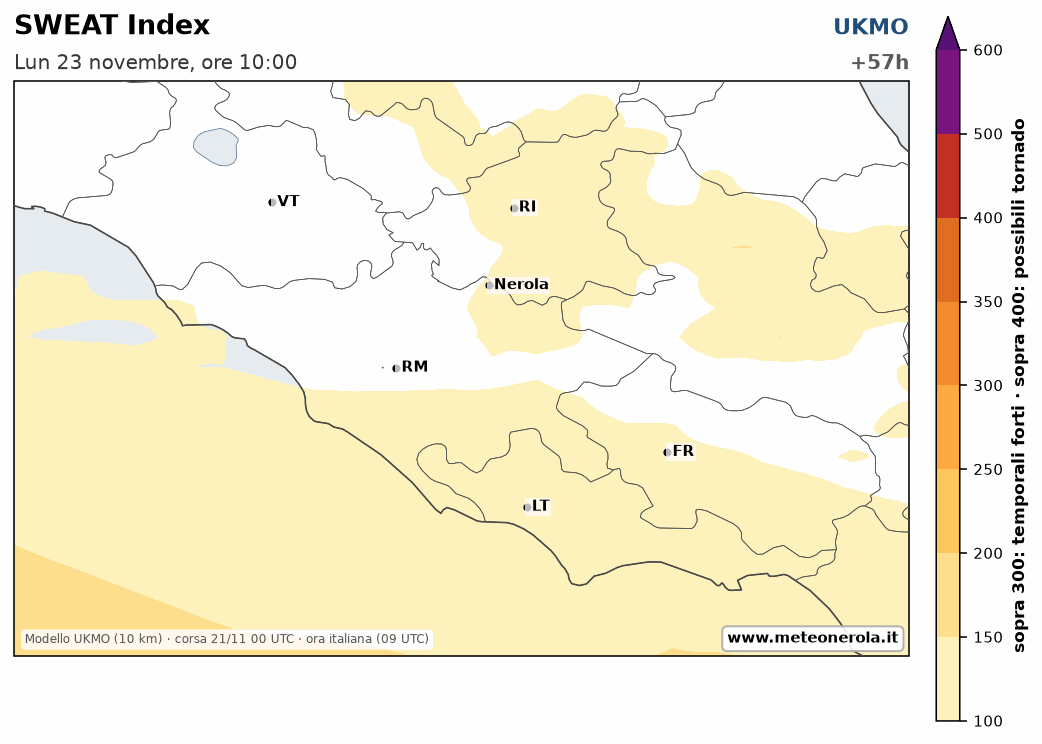 SWEAT Index
UKMO
Lun 23 novembre, ore 10:00
+57h
VT
RI
Nerola
RM
FR
LT
Modello UKMO (10 km) · corsa 21/11 00 UTC · ora italiana (09 UTC)
www.meteonerola.it
600
500
400
350
300
250
200
150
100
sopra 300: temporali forti · sopra 400: possibili tornado